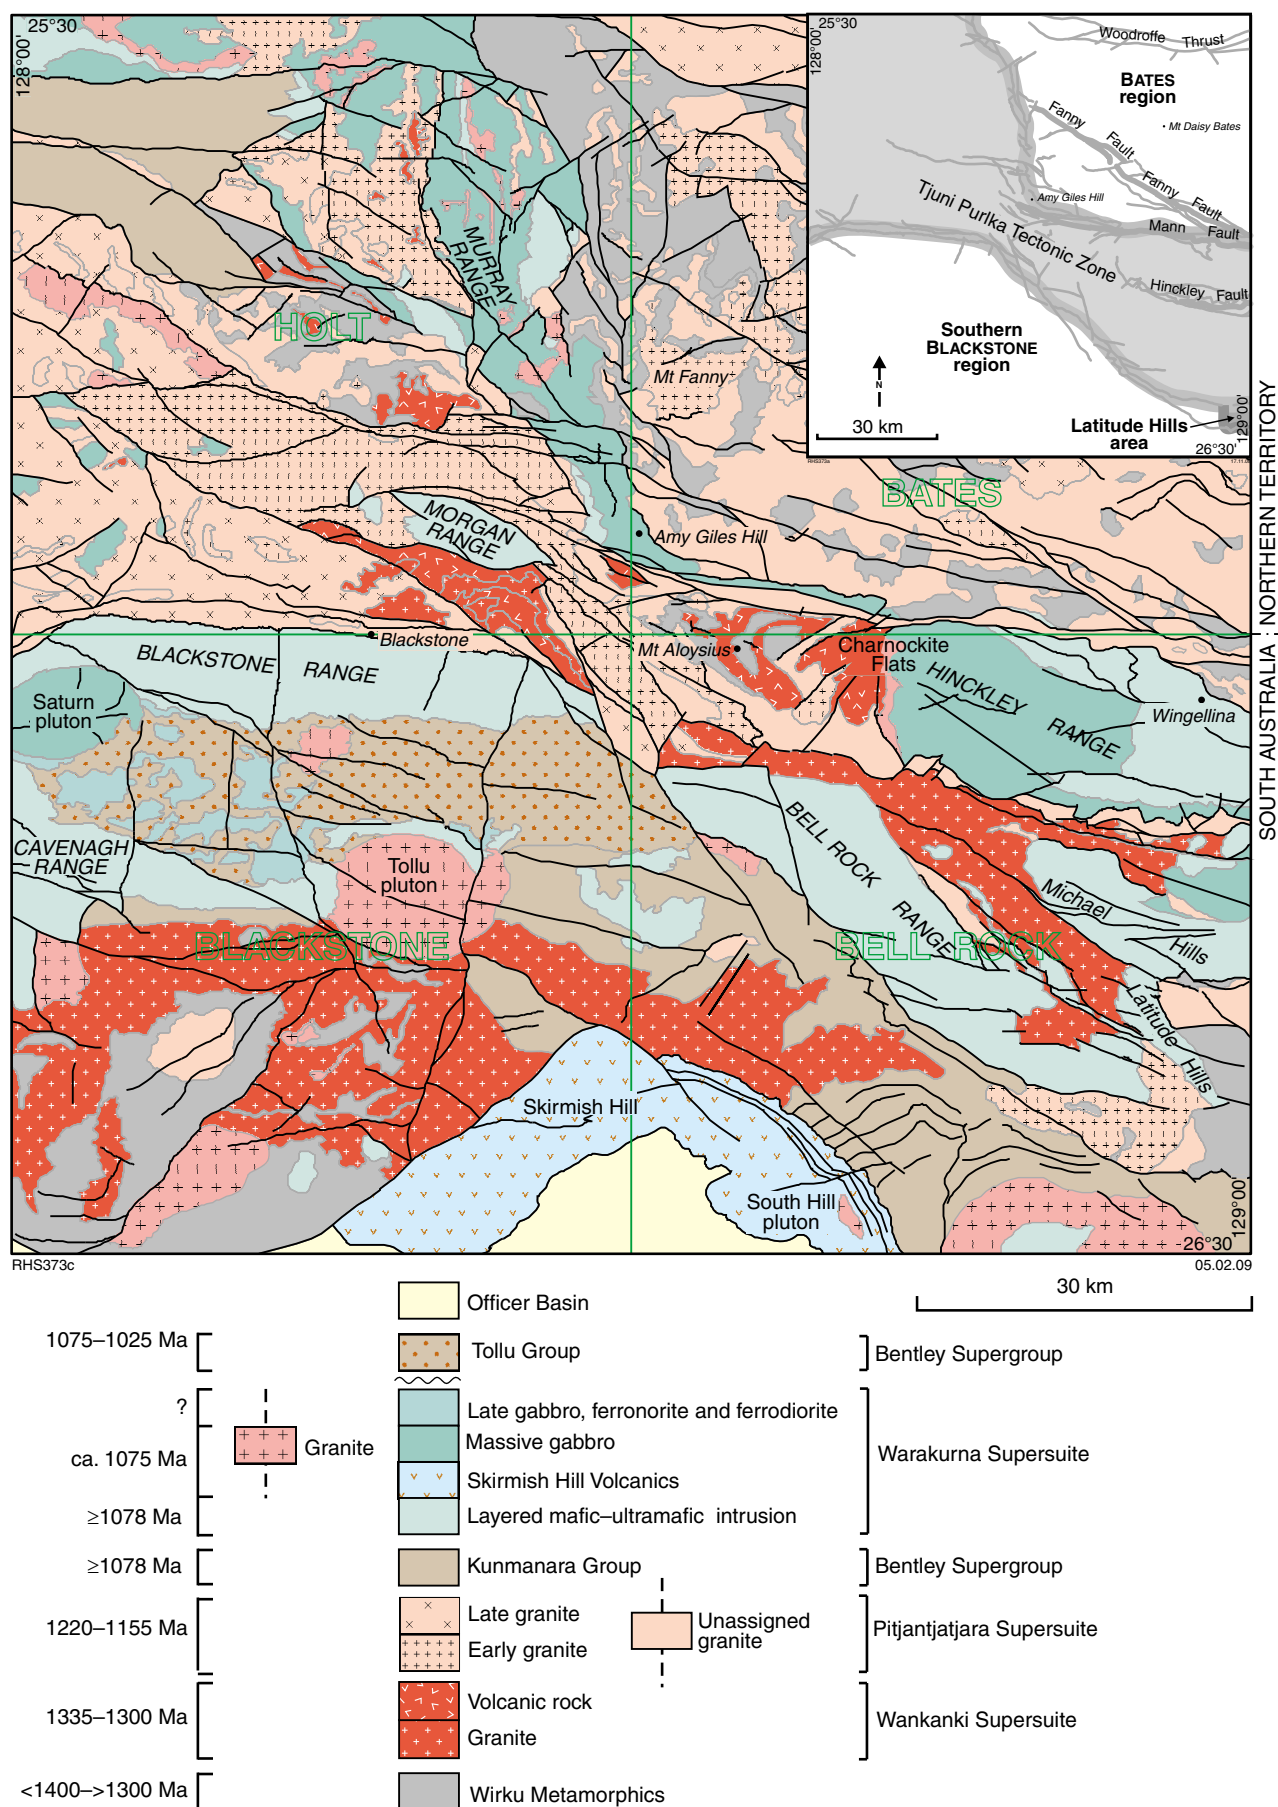 25°30
128°00'
MURRAY
RANGE
HOLT
Mt Fanny
BATES
MORGAN
RANGE
Amy Giles Hill
Blackstone
Mt Aloysius
Charnockite
Flats
BLACKSTONE RANGE
HINCKLEY RANGE
Saturn
pluton
Wingellina
CAVENAGH
RANGE
Tollu
pluton
BELL ROCK RANGE
Michael Hills
BLACKSTONE
BELL ROCK
Latitude Hills
Skirmish Hill
South Hill
pluton
129°00'
26°30
25°30
128°00'
Woodroffe Thrust
BATES
region
Mt Daisy Bates
Fanny Fault
Fanny Fault
Amy Giles Hill
Mann Fault
Tjuni Purlka Tectonic Zone
Hinckley Fault
Southern
BLACKSTONE
region
N
30 km
Latitude Hills
area
129°00'
26°30'
RHS373a
SOUTH AUSTRALIA : NORTHERN TERRITORY
RHS373c
05.02.09
30 km
Officer Basin
1075–1025 Ma
Tollu Group
Bentley Supergroup
?
Late gabbro, ferronorite and ferrodiorite
Granite
Massive gabbro
ca. 1075 Ma
Warakurna Supersuite
Skirmish Hill Volcanics
≥1078 Ma
Layered mafic–ultramafic intrusion
≥1078 Ma
Kunmanara Group
Bentley Supergroup
Late granite
1220–1155 Ma
Unassigned
granite
Pitjantjatjara Supersuite
Early granite
Volcanic rock
1335–1300 Ma
Wankanki Supersuite
Granite
<1400–>1300 Ma
Wirku Metamorphics